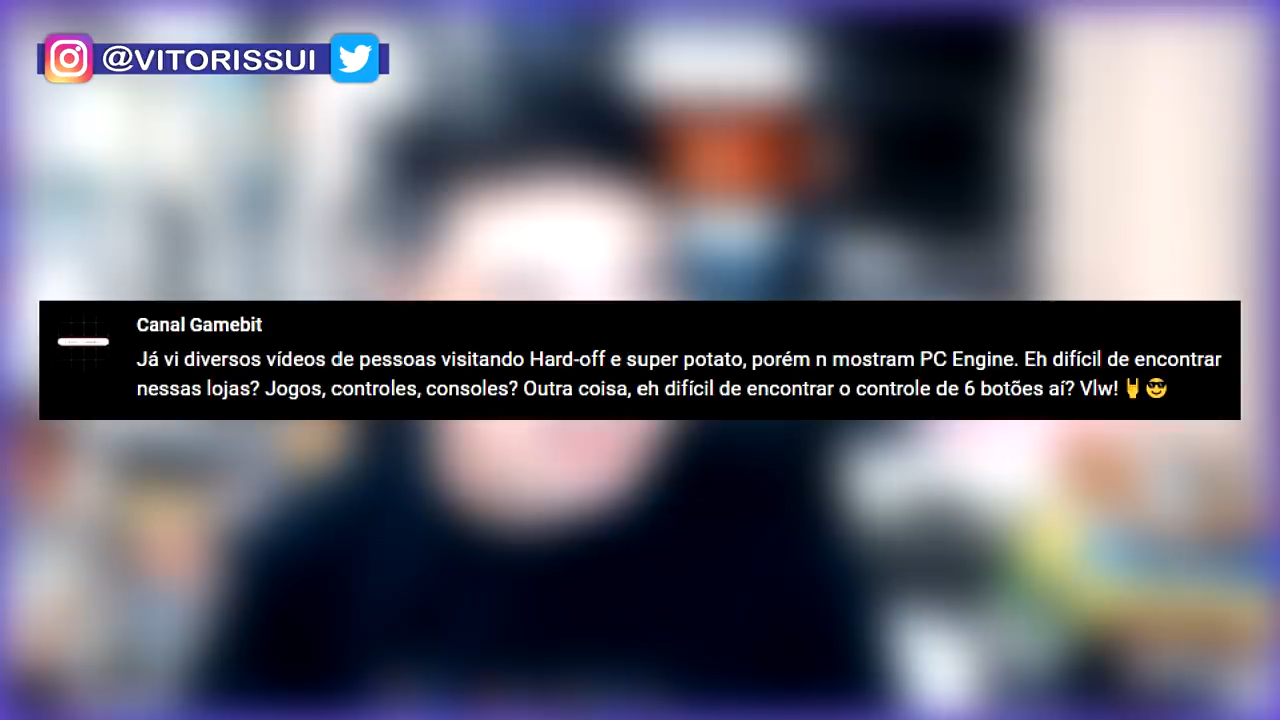 @VITORISSUI
Canal Gamebit
Já vi diversos vídeos de pessoas visitando Hard-off e super potato, porém n mostram PC Engine. Eh difícil de encontrar
nessas lojas? Jogos, controles, consoles? Outra coisa, eh difícil de encontrar o controle de 6 botões aí? Vlw! 🤘😎